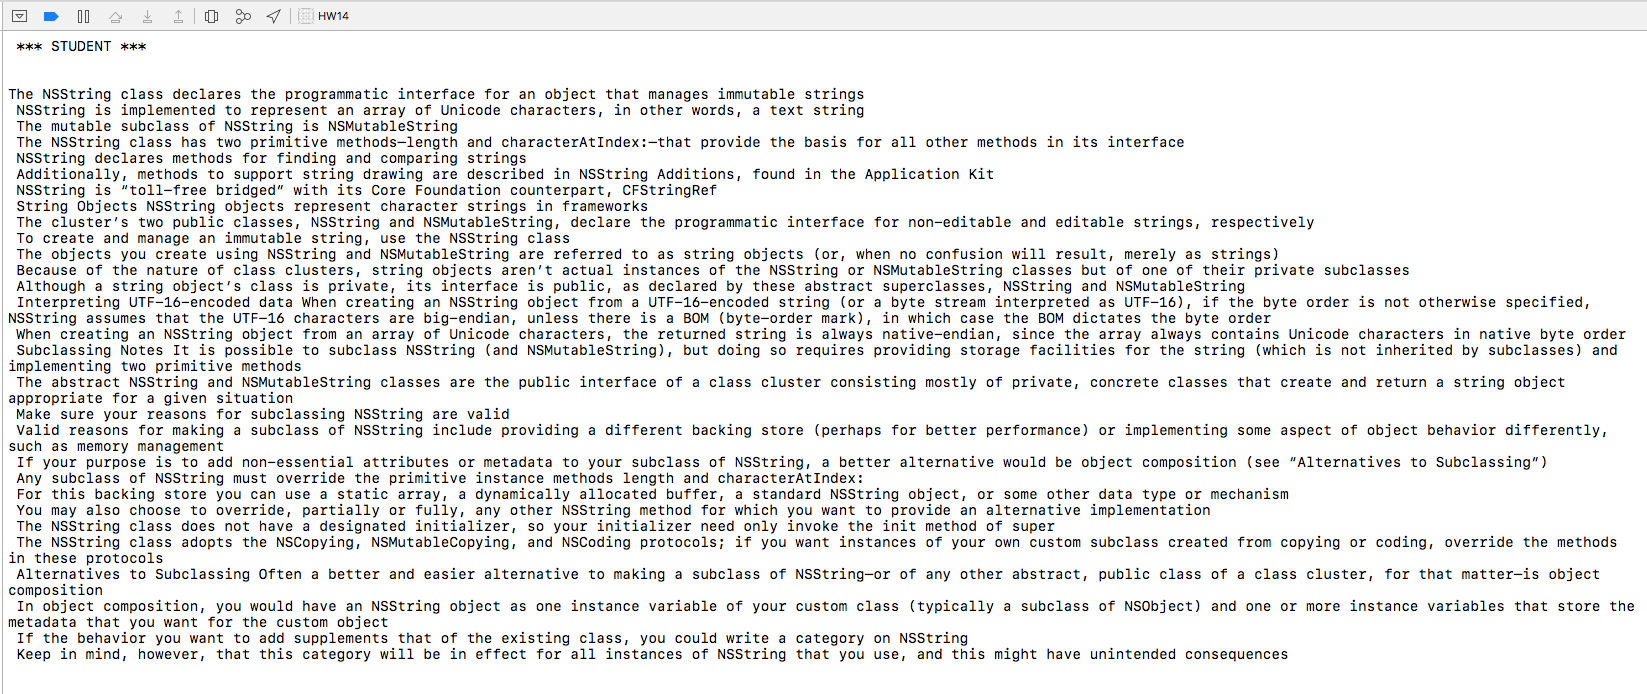 HW14
*** STUDENT ***
The NSString class declares the programmatic interface for an object that manages immutable strings
NSString is implemented to represent an array of Unicode characters, in other words, a text string
The mutable subclass of NSString is NSMutableString
The NSString class has two primitive methods—length and characterAtIndex:—that provide the basis for all other methods in its interface
NSString declares methods for finding and comparing strings
Additionally, methods to support string drawing are described in NSString Additions, found in the Application Kit
NSString is “toll-free bridged” with its Core Foundation counterpart, CFStringRef
String Objects NSString objects represent character strings in frameworks
The cluster’s two public classes, NSString and NSMutableString, declare the programmatic interface for non-editable and editable strings, respectively
To create and manage an immutable string, use the NSString class
The objects you create using NSString and NSMutableString are referred to as string objects (or, when no confusion will result, merely as strings)
Because of the nature of class clusters, string objects aren’t actual instances of the NSString or NSMutableString classes but of one of their private subclasses
Although a string object’s class is private, its interface is public, as declared by these abstract superclasses, NSString and NSMutableString
Interpreting UTF-16-encoded data When creating an NSString object from a UTF-16-encoded string (or a byte stream interpreted as UTF-16), if the byte order is not otherwise specified,
NSString assumes that the UTF-16 characters are big-endian, unless there is a BOM (byte-order mark), in which case the BOM dictates the byte order
When creating an NSString object from an array of Unicode characters, the returned string is always native-endian, since the array always contains Unicode characters in native byte order
Subclassing Notes It is possible to subclass NSString (and NSMutableString), but doing so requires providing storage facilities for the string (which is not inherited by subclasses) and
implementing two primitive methods
The abstract NSString and NSMutableString classes are the public interface of a class cluster consisting mostly of private, concrete classes that create and return a string object
appropriate for a given situation
Make sure your reasons for subclassing NSString are valid
Valid reasons for making a subclass of NSString include providing a different backing store (perhaps for better performance) or implementing some aspect of object behavior differently,
such as memory management
If your purpose is to add non-essential attributes or metadata to your subclass of NSString, a better alternative would be object composition (see “Alternatives to Subclassing”)
Any subclass of NSString must override the primitive instance methods length and characterAtIndex:
For this backing store you can use a static array, a dynamically allocated buffer, a standard NSString object, or some other data type or mechanism
You may also choose to override, partially or fully, any other NSString method for which you want to provide an alternative implementation
The NSString class does not have a designated initializer, so your initializer need only invoke the init method of super
The NSString class adopts the NSCopying, NSMutableCopying, and NSCoding protocols; if you want instances of your own custom subclass created from copying or coding, override the methods
in these protocols
Alternatives to Subclassing Often a better and easier alternative to making a subclass of NSString—or of any other abstract, public class of a class cluster, for that matter—is object
composition
In object composition, you would have an NSString object as one instance variable of your custom class (typically a subclass of NSObject) and one or more instance variables that store the
metadata that you want for the custom object
If the behavior you want to add supplements that of the existing class, you could write a category on NSString
Keep in mind, however, that this category will be in effect for all instances of NSString that you use, and this might have unintended consequences